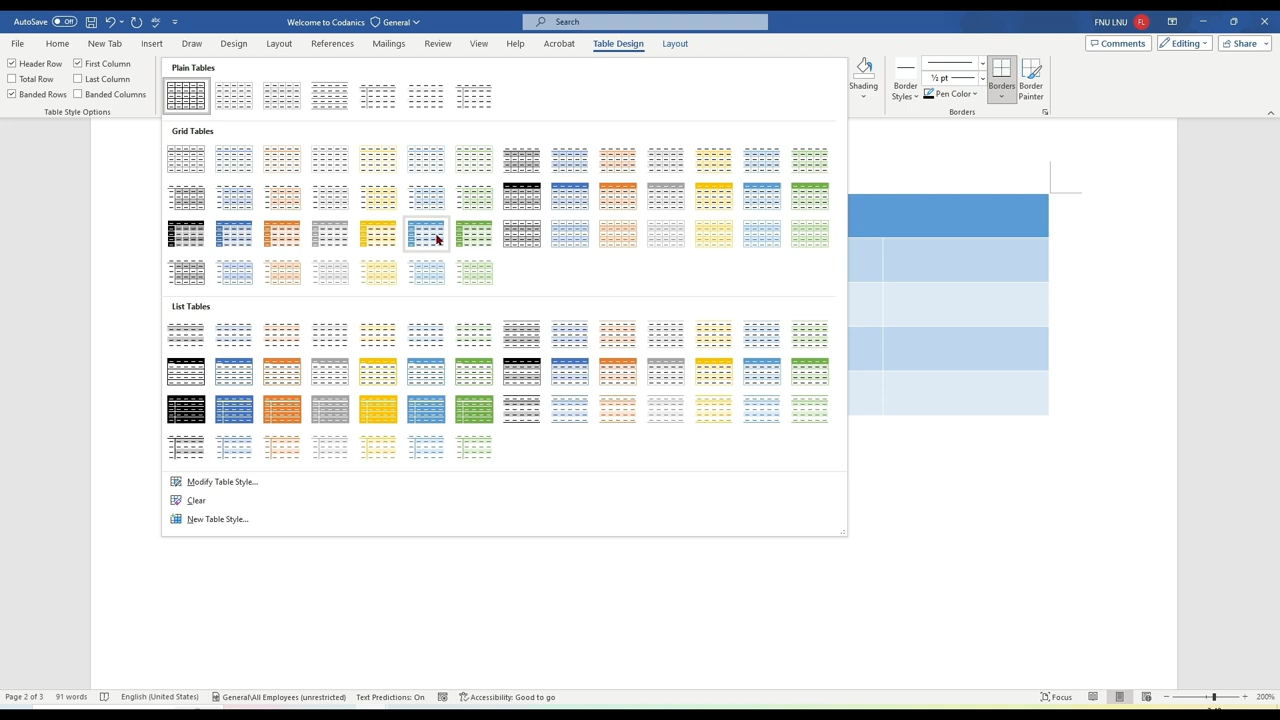 AutoSave Off Welcome to Codanics General Search FNU LNU FL
File Home New Tab Insert Draw Design Layout References Mailings Review View Help Acrobat Table Design Layout Comments Editing Share
Header Row First Column
Total Row Last Column
Banded Rows Banded Columns
Table Style Options
Plain Tables
Shading
Border Styles
½ pt
Pen Color
Borders
Border Painter
Borders
Grid Tables
List Tables
Modify Table Style...
Clear
New Table Style...
Page 2 of 3 91 words English (United States) General\All Employees (unrestricted) Text Predictions: On Accessibility: Good to go Focus 200%